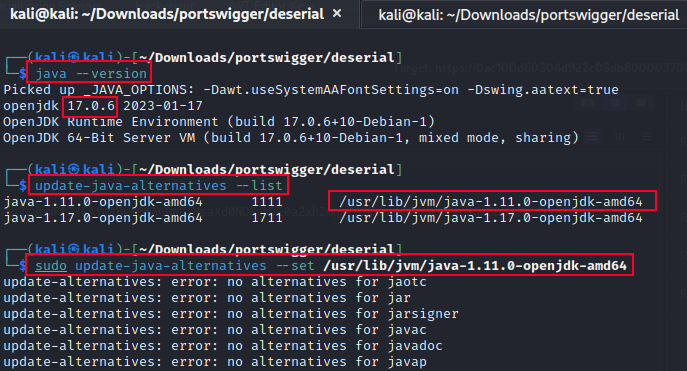 kali@kali: ~/Downloads/portswigger/deserial × kali@kali: ~/Downloads/portswigger/deserial
┌──(kali㉿kali)-[~/Downloads/portswigger/deserial]
└─$ java --version
Picked up _JAVA_OPTIONS: -Dawt.useSystemAAFontSettings=on -Dswing.aatext=true
openjdk 17.0.6 2023-01-17
OpenJDK Runtime Environment (build 17.0.6+10-Debian-1)
OpenJDK 64-Bit Server VM (build 17.0.6+10-Debian-1, mixed mode, sharing)
┌──(kali㉿kali)-[~/Downloads/portswigger/deserial]
└─$ update-java-alternatives --list
java-1.11.0-openjdk-amd64 1111 /usr/lib/jvm/java-1.11.0-openjdk-amd64
java-1.17.0-openjdk-amd64 1711 /usr/lib/jvm/java-1.17.0-openjdk-amd64
┌──(kali㉿kali)-[~/Downloads/portswigger/deserial]
└─$ sudo update-java-alternatives --set /usr/lib/jvm/java-1.11.0-openjdk-amd64
update-alternatives: error: no alternatives for jaotc
update-alternatives: error: no alternatives for jar
update-alternatives: error: no alternatives for jarsigner
update-alternatives: error: no alternatives for javac
update-alternatives: error: no alternatives for javadoc
update-alternatives: error: no alternatives for javap